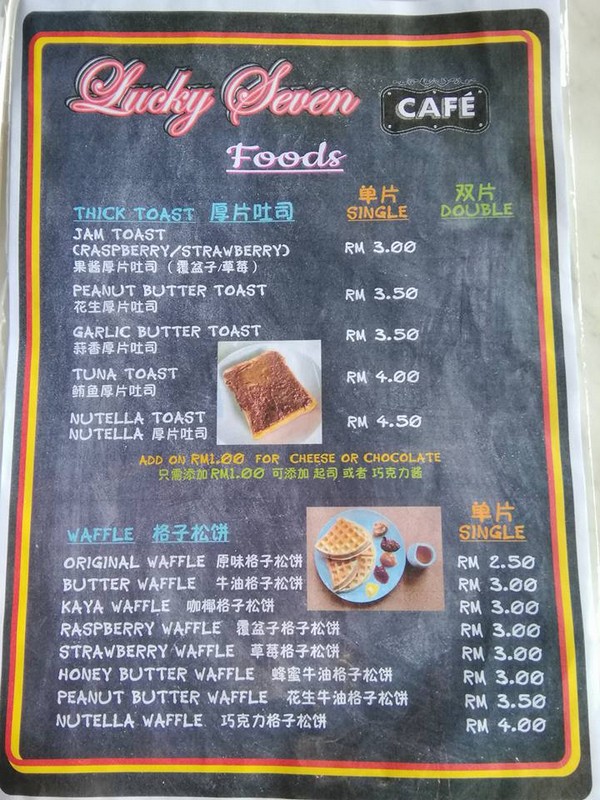 Lucky Seven CAFÉ
Foods
THICK TOAST 厚片吐司 单片 SINGLE 双片 DOUBLE
JAM TOAST
(RASPBERRY/STRAWBERRY) RM 3.00
果酱厚片吐司 (覆盆子/草莓)
PEANUT BUTTER TOAST RM 3.50
花生厚片吐司
GARLIC BUTTER TOAST RM 3.50
蒜香厚片吐司
TUNA TOAST RM 4.00
鲔鱼厚片吐司
NUTELLA TOAST RM 4.50
NUTELLA 厚片吐司
ADD ON RM1.00 FOR CHEESE OR CHOCOLATE
只需添加RM1.00 可添加 起司 或者 巧克力酱
WAFFLE 格子松饼 单片 SINGLE
ORIGINAL WAFFLE 原味格子松饼 RM 2.50
BUTTER WAFFLE 牛油格子松饼 RM 3.00
KAYA WAFFLE 咖椰格子松饼 RM 3.00
RASPBERRY WAFFLE 覆盆子格子松饼 RM 3.00
STRAWBERRY WAFFLE 草莓格子松饼 RM 3.00
HONEY BUTTER WAFFLE 蜂蜜牛油格子松饼 RM 3.00
PEANUT BUTTER WAFFLE 花生牛油格子松饼 RM 3.50
NUTELLA WAFFLE 巧克力格子松饼 RM 4.00